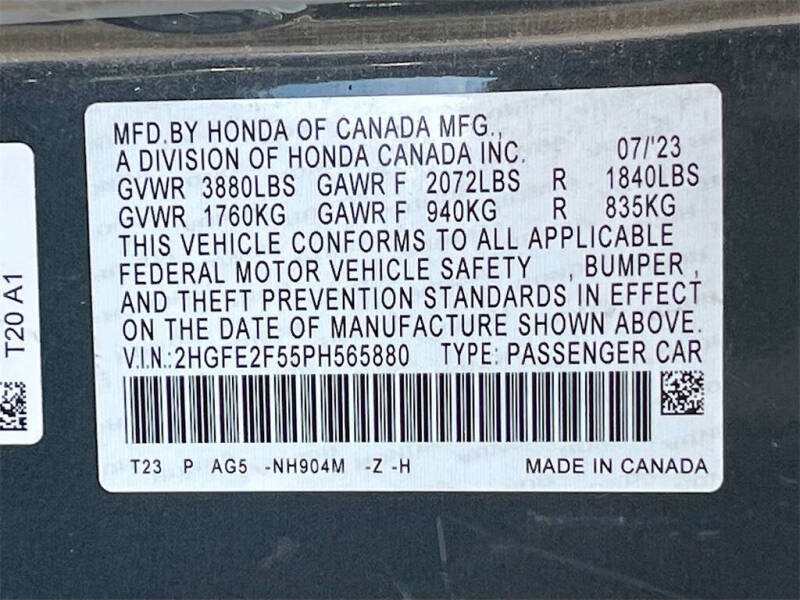 MFD.BY HONDA OF CANADA MFG.,
A DIVISION OF HONDA CANADA INC. 07/'23
GVWR 3880LBS GAWR F 2072LBS R 1840LBS
GVWR 1760KG GAWR F 940KG R 835KG
THIS VEHICLE CONFORMS TO ALL APPLICABLE
FEDERAL MOTOR VEHICLE SAFETY , BUMPER ,
AND THEFT PREVENTION STANDARDS IN EFFECT
ON THE DATE OF MANUFACTURE SHOWN ABOVE.
V.I.N.:2HGFE2F55PH565880 TYPE: PASSENGER CAR
T23 P AG5 -NH904M -Z -H MADE IN CANADA
T20 A1